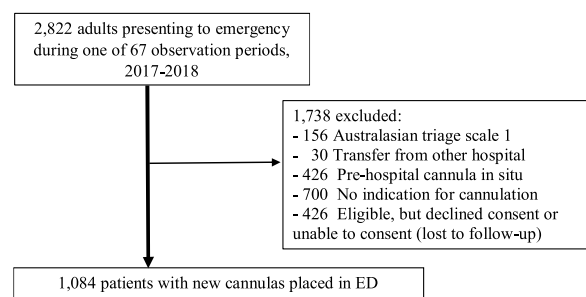 2,822 adults presenting to emergency
during one of 67 observation periods,
2017-2018
1,738 excluded:
- 156 Australasian triage scale 1
- 30 Transfer from other hospital
- 426 Pre-hospital cannula in situ
- 700 No indication for cannulation
- 426 Eligible, but declined consent or
unable to consent (lost to follow-up)
1,084 patients with new cannulas placed in ED